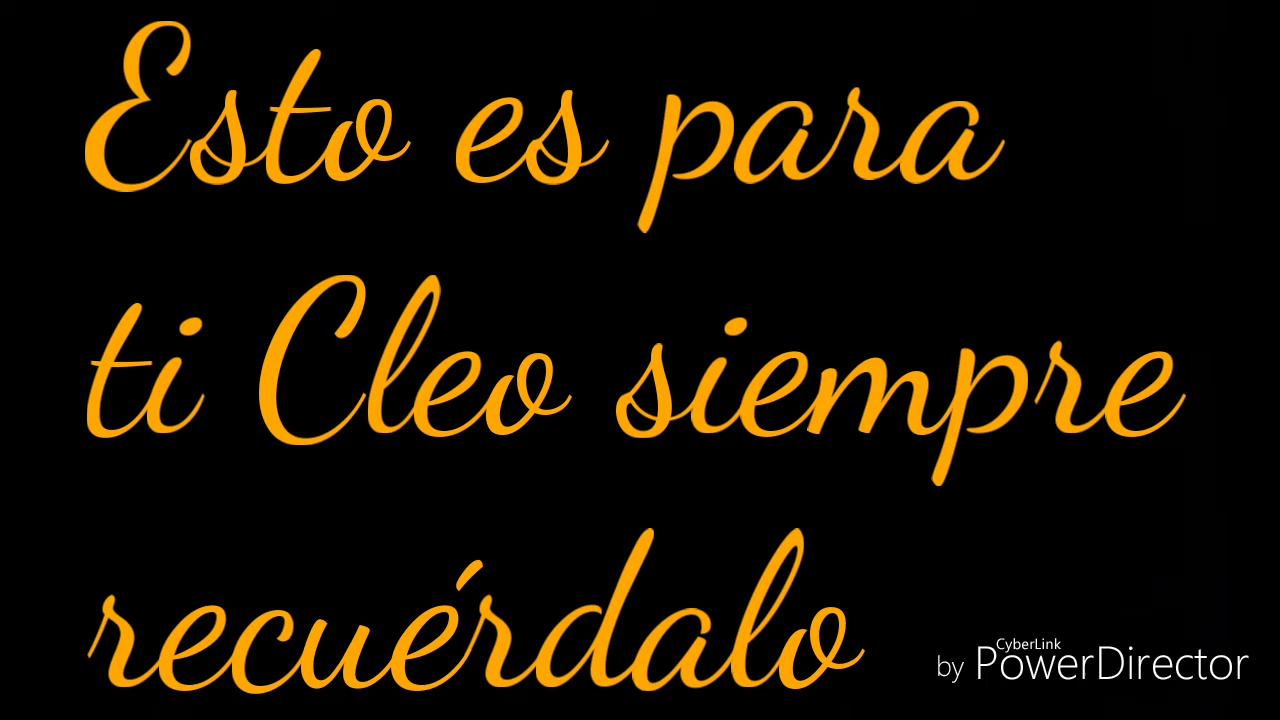 Esto es para
ti Cleo siempre
recuérdalo
by CyberLink PowerDirector